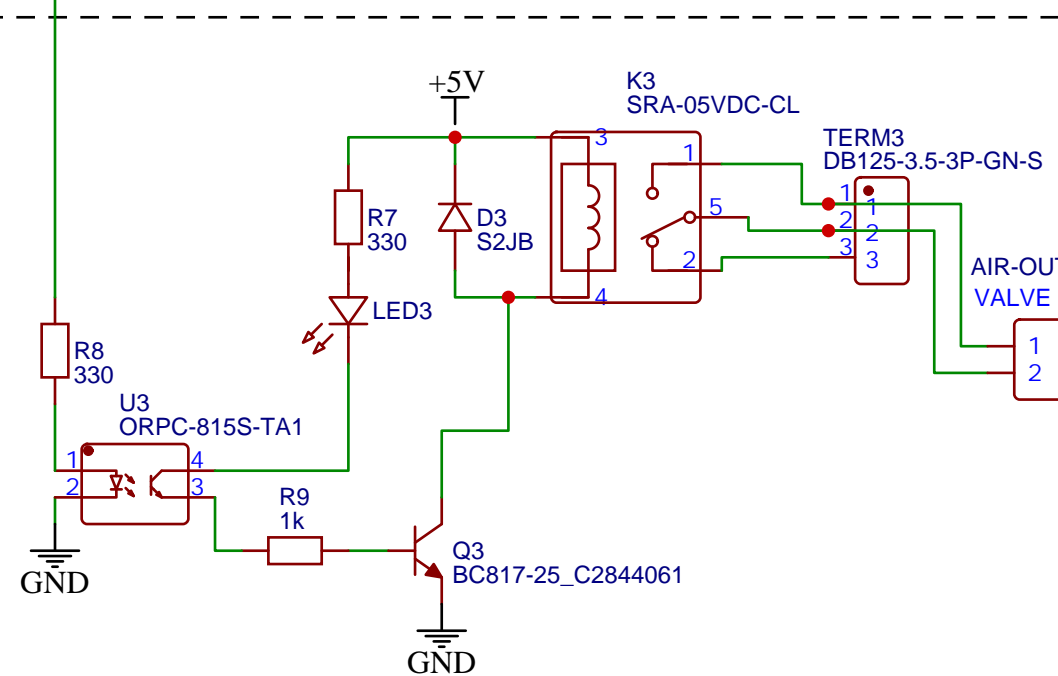 +5V
K3
SRA-05VDC-CL
TERM3
DB125-3.5-3P-GN-S
3
1
5
2
4
1
2
3
1
2
3
R7
330
D3
S2JB
LED3
AIR-OUT
VALVE
1
2
R8
330
U3
ORPC-815S-TA1
1
2
4
3
R9
1k
Q3
BC817-25_C2844061
GND
GND